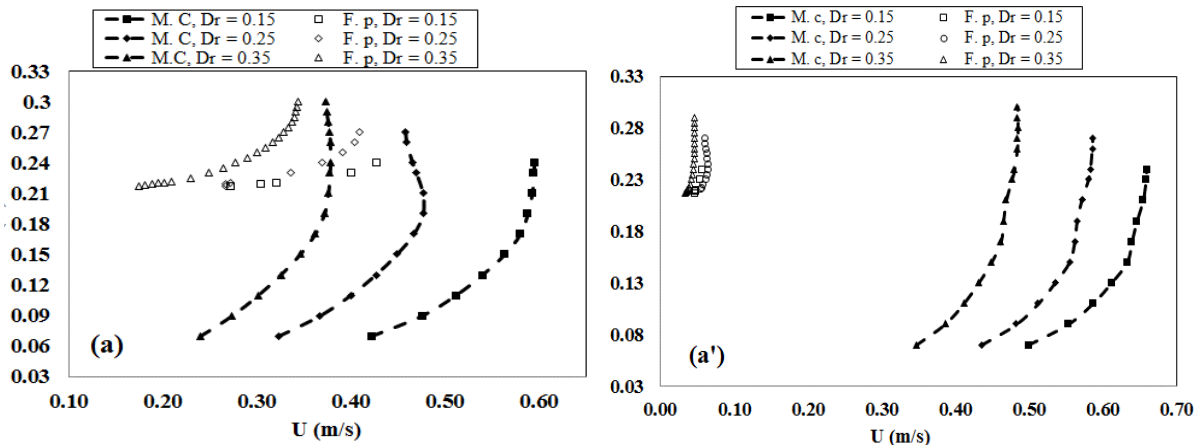 M. C, Dr = 0.15 F. p, Dr = 0.15
M. C, Dr = 0.25 F. p, Dr = 0.25
M.C, Dr = 0.35 F. p, Dr = 0.35
0.33
0.3
0.27
0.24
0.21
0.18
0.15
0.12
0.09
0.06
0.03
(a)
0.10 0.20 0.30 0.40 0.50 0.60
U (m/s)
M. c, Dr = 0.15 F. p, Dr = 0.15
M. c, Dr = 0.25 F. p, Dr = 0.25
M. c, Dr = 0.35 F. p, Dr = 0.35
0.33
0.28
0.23
0.18
0.13
0.08
0.03
(a')
0.00 0.10 0.20 0.30 0.40 0.50 0.60 0.70
U (m/s)